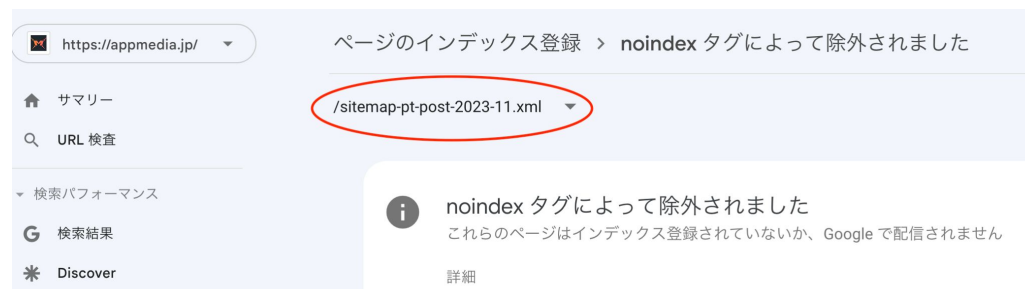 https://appmedia.jp/
ページのインデックス登録 > noindex タグによって除外されました
サマリー
/sitemap-pt-post-2023-11.xml
URL 検査
検索パフォーマンス
noindex タグによって除外されました
検索結果
これらのページはインデックス登録されていないか、Google で配信されません
Discover
詳細